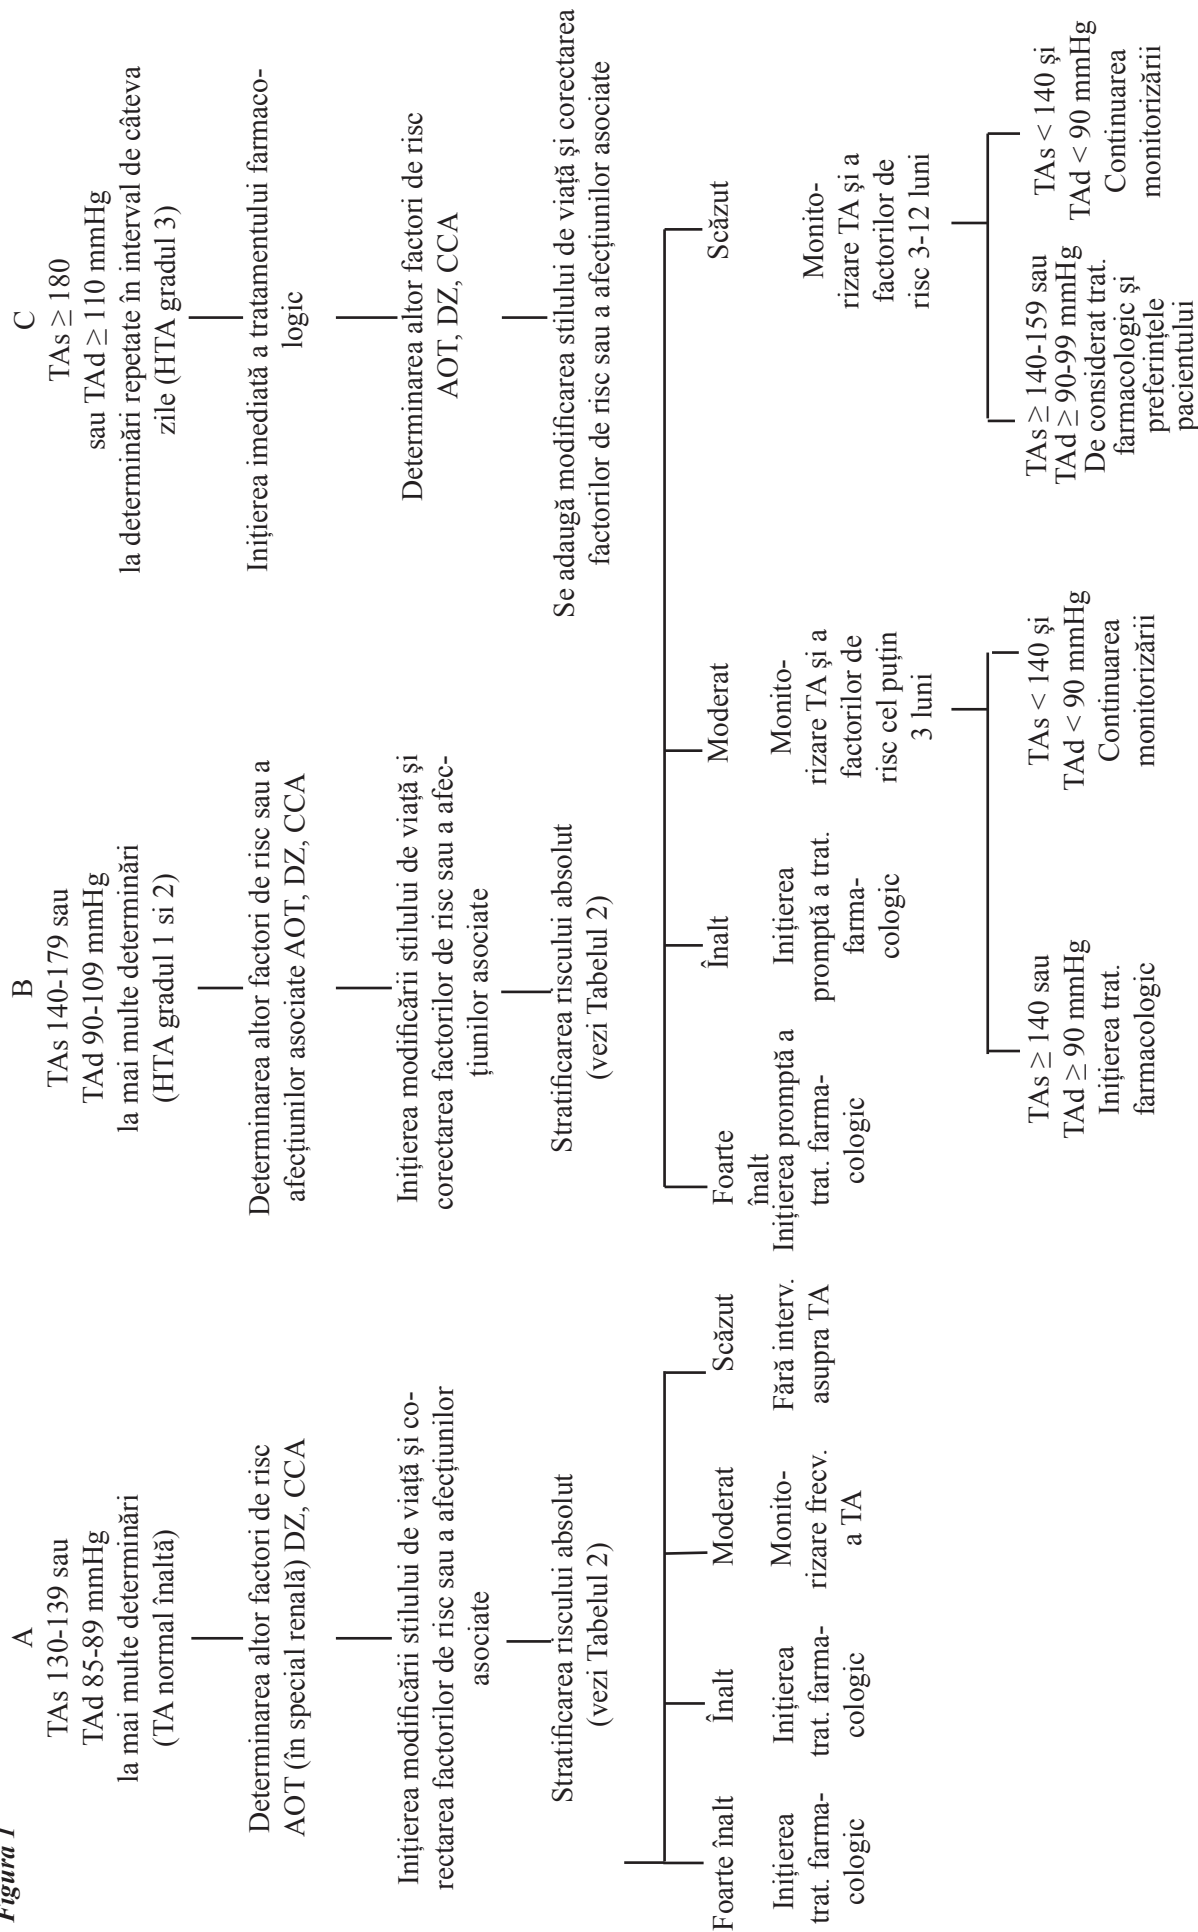 Figura 1
A
TAs 130-139 sau
TAd 85-89 mmHg
la mai multe determinări
(TA normal înaltă)
Determinarea altor factori de risc
AOT (în special renală) DZ, CCA
Inițierea modificării stilului de viață și co-
rectarea factorilor de risc sau a afecțiunilor
asociate
Stratificarea riscului absolut
(vezi Tabelul 2)
Foarte înalt
Inițierea
trat. farma-
cologic
Înalt
Inițierea
trat. farma-
cologic
Moderat
Monito-
rizare frecv.
a TA
Scăzut
Fără interv.
asupra TA
B
TAs 140-179 sau
TAd 90-109 mmHg
la mai multe determinări
(HTA gradul 1 si 2)
Determinarea altor factori de risc sau a
afecțiunilor asociate AOT, DZ, CCA
Inițierea modificării stilului de viață și
corectarea factorilor de risc sau a afec-
țiunilor asociate
Stratificarea riscului absolut
(vezi Tabelul 2)
Foarte
înalt
Inițierea promptă a
trat. farma-
cologic
Înalt
Inițierea
promptă a trat.
farma-
cologic
Moderat
Monito-
rizare TA și a
factorilor de
risc cel puțin
3 luni
TAs ≥ 140 sau
TAd ≥ 90 mmHg
Inițierea trat.
farmacologic
TAs < 140 și
TAd < 90 mmHg
Continuarea
monitorizării
Scăzut
Monito-
rizare TA și a
factorilor de
risc 3-12 luni
TAs ≥ 140-159 sau
TAd ≥ 90-99 mmHg
De considerat trat.
farmacologic și
preferințele
pacientului
TAs < 140 și
TAd < 90 mmHg
Continuarea
monitorizării
C
TAs ≥ 180
sau TAd ≥ 110 mmHg
la determinări repetate în interval de câteva
zile (HTA gradul 3)
Inițierea imediată a tratamentului farmaco-
logic
Determinarea altor factori de risc
AOT, DZ, CCA
Se adaugă modificarea stilului de viață și corectarea
factorilor de risc sau a afecțiunilor asociate